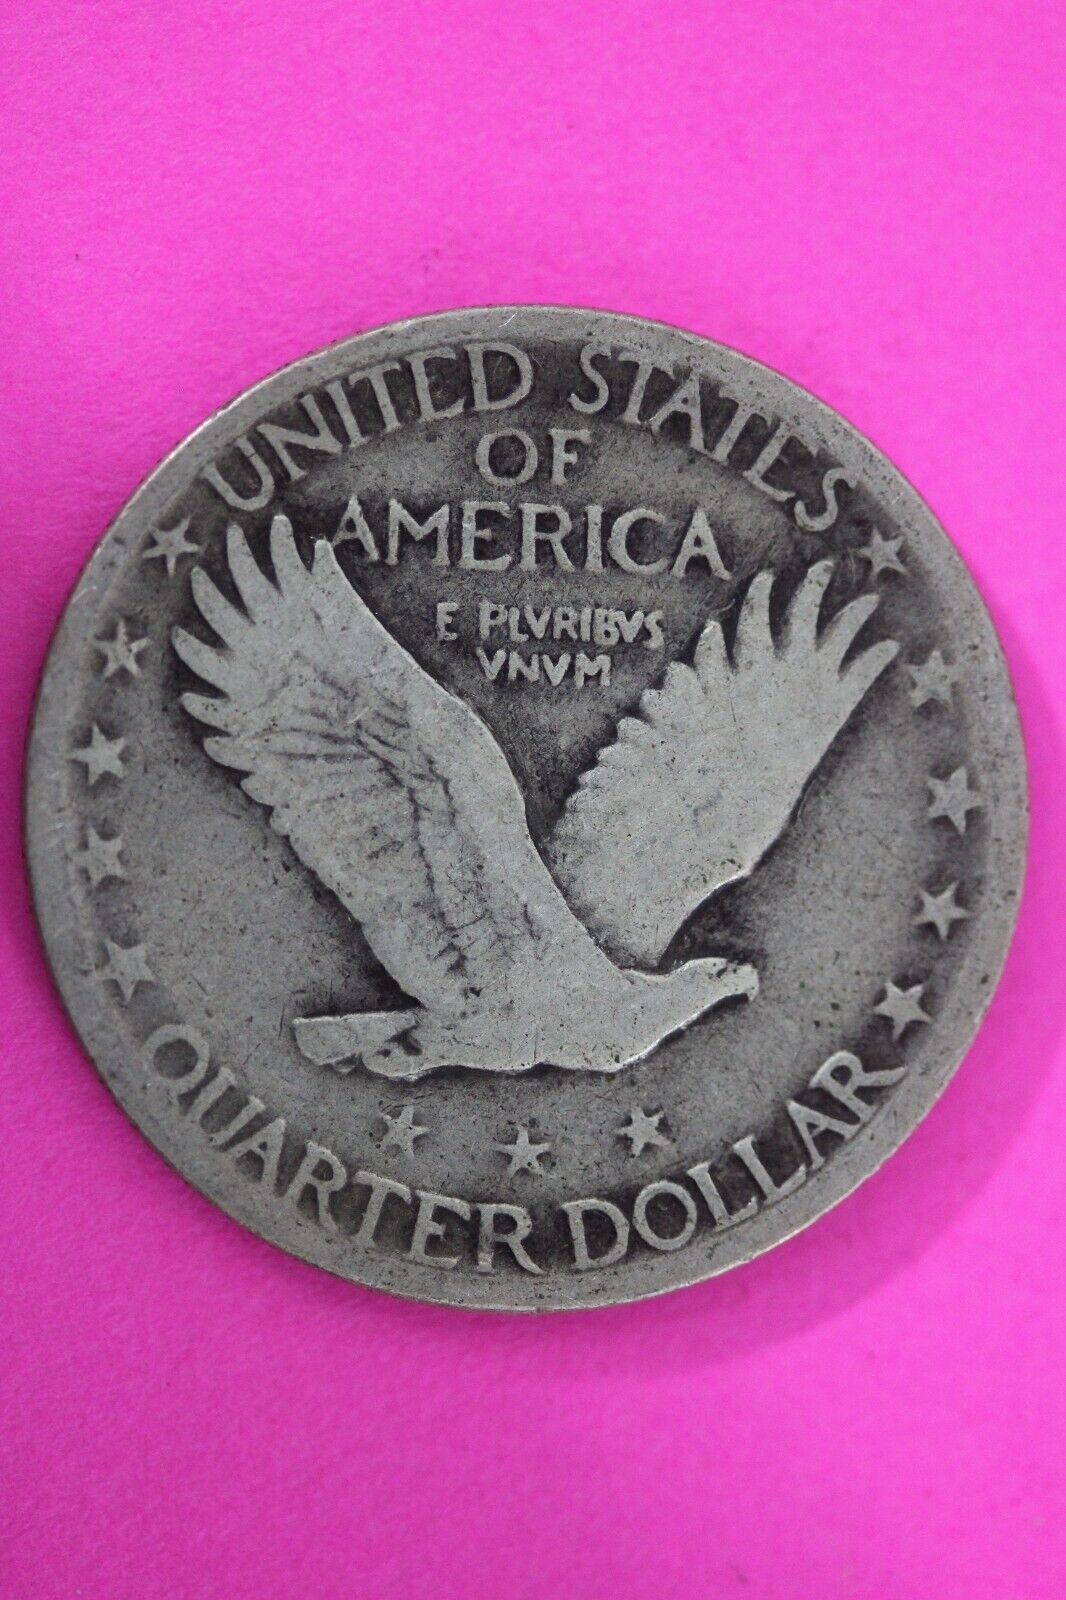 UNITED STATES
OF
AMERICA
E PLVRIBVS
VNVM
QUARTER DOLLAR